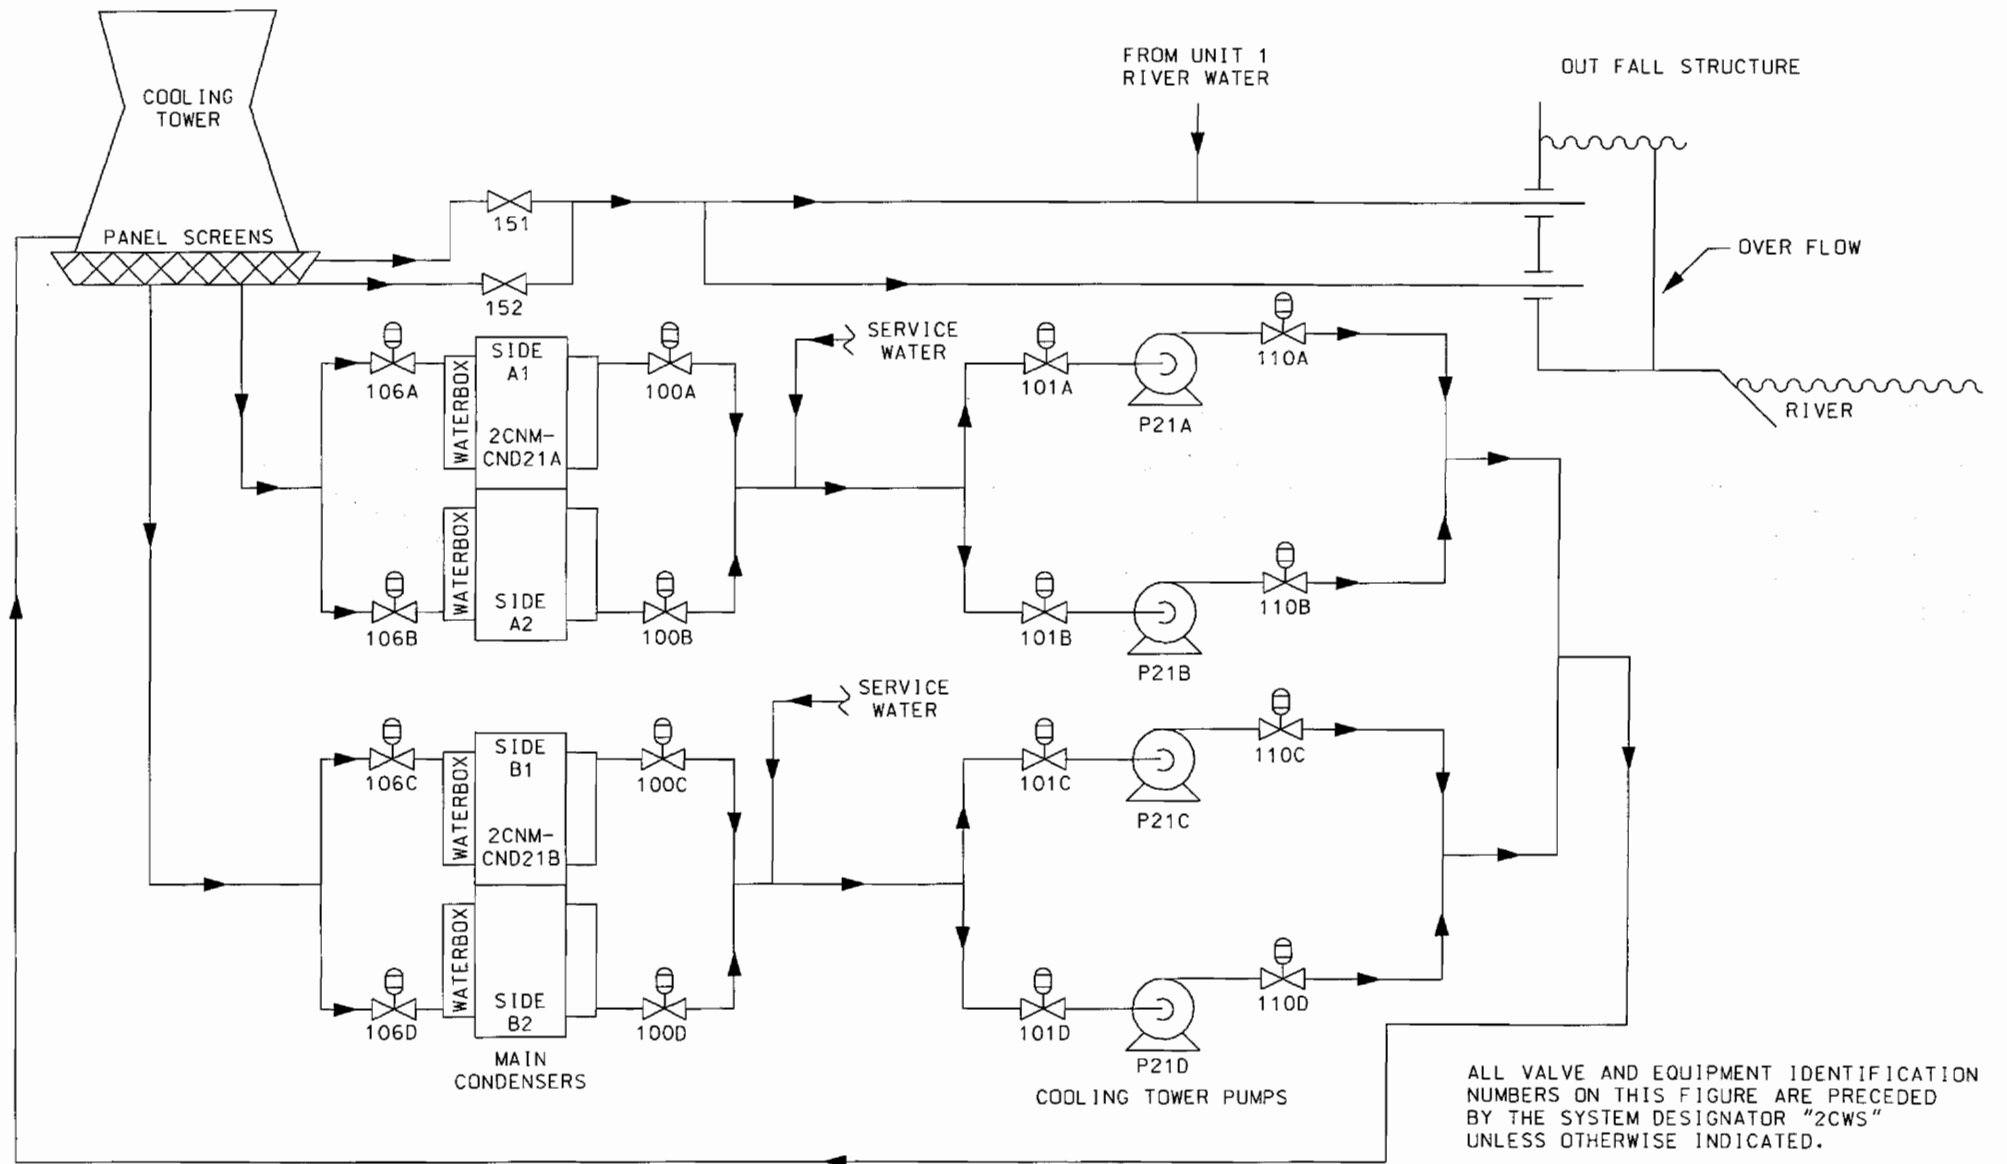 FROM UNIT 1
RIVER WATER
OUT FALL STRUCTURE
COOLING
TOWER
PANEL SCREENS
151
152
OVER FLOW
RIVER
SERVICE
WATER
106A
WATERBOX
SIDE
A1
2CNM-
CND21A
100A
101A
P21A
110A
106B
WATERBOX
SIDE
A2
100B
101B
P21B
110B
SERVICE
WATER
106C
WATERBOX
SIDE
B1
2CNM-
CND21B
100C
101C
P21C
110C
106D
WATERBOX
SIDE
B2
100D
101D
P21D
110D
MAIN
CONDENSERS
COOLING TOWER PUMPS
ALL VALVE AND EQUIPMENT IDENTIFICATION
NUMBERS ON THIS FIGURE ARE PRECEDED
BY THE SYSTEM DESIGNATOR "2CWS"
UNLESS OTHERWISE INDICATED.